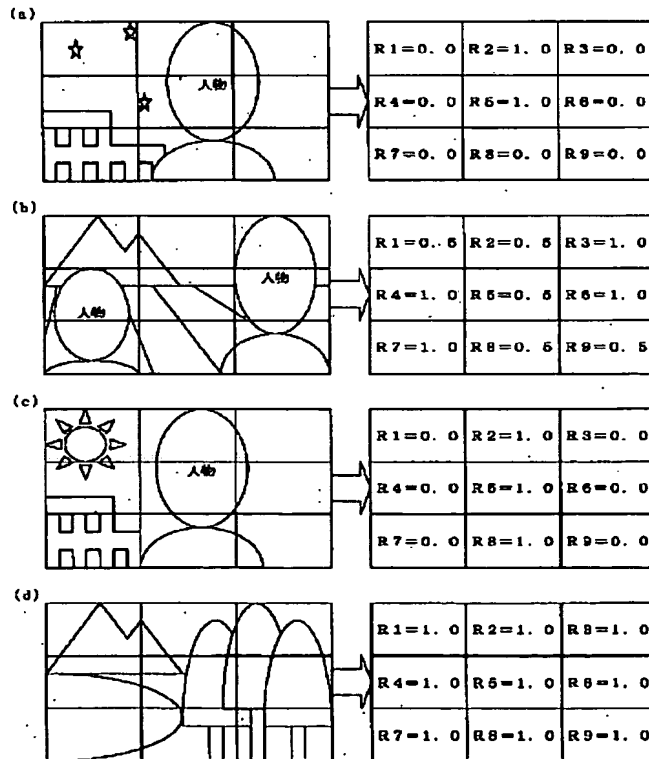 (a)
人物
R1=0.0 R2=1.0 R3=0.0
R4=0.0 R5=1.0 R6=0.0
R7=0.0 R8=0.0 R9=0.0
(b)
人物
人物
R1=0.5 R2=0.5 R3=1.0
R4=1.0 R5=0.5 R6=1.0
R7=1.0 R8=0.5 R9=0.5
(c)
人物
R1=0.0 R2=1.0 R3=0.0
R4=0.0 R5=1.0 R6=0.0
R7=0.0 R8=1.0 R9=0.0
(d)
R1=1.0 R2=1.0 R3=1.0
R4=1.0 R5=1.0 R6=1.0
R7=1.0 R8=1.0 R9=1.0